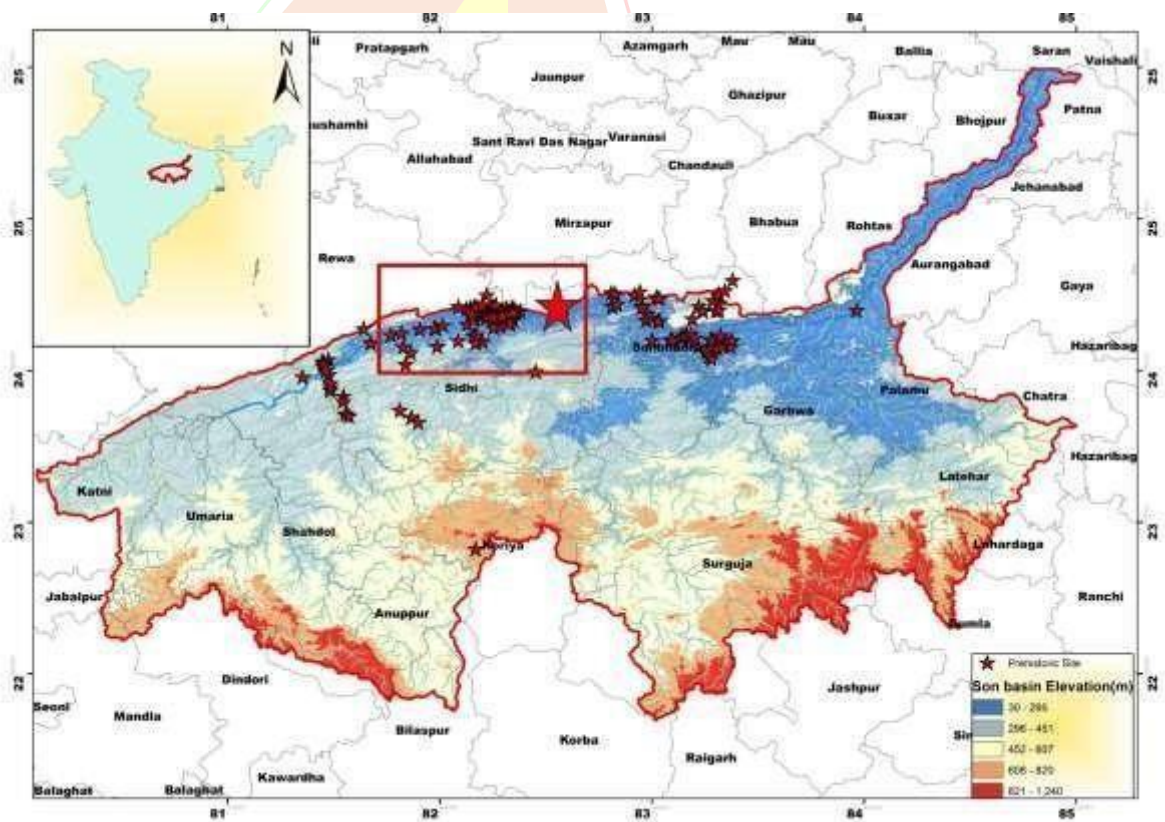 81 82 83 84 85
N
Pratapgarh
Azamgarh
Mau
Mau
Ballia
Saran
Vaishali
Jaunpur
Ghazipur
Patna
Buxar
Bhojpur
Sant Ravi Das Nagar
Varanasi
Allahabad
Chandauli
Jehanabad
Mirzapur
Bhabua
Rohtas
Rewa
Aurangabad
Gaya
Hazaribag
Sidhi
Palamu
Garhwa
Chatra
Hazaribag
Katni
Latehar
Umaria
Shahdol
Lohardaga
Surguja
Jabalpur
Anuppur
Ranchi
Dindori
Jashpur
Seoni
Mandla
Bilaspur
Korba
Raigarh
Kawardha
Balaghat
Balaghat
25
25
24
23
22
25
25
24
23
22
Prehistoric Site
Son basin Elevation(m)
30 - 295
296 - 451
452 - 607
608 - 820
821 - 1,240
81 82 83 84 85